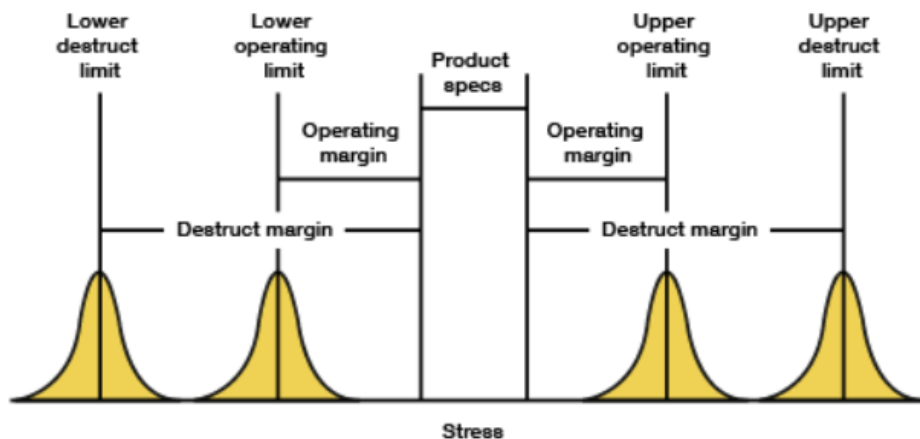 Lower
destruct
limit
Lower
operating
limit
Product
specs
Upper
operating
limit
Upper
destruct
limit
Operating
margin
Operating
margin
Destruct margin
Destruct margin
Stress